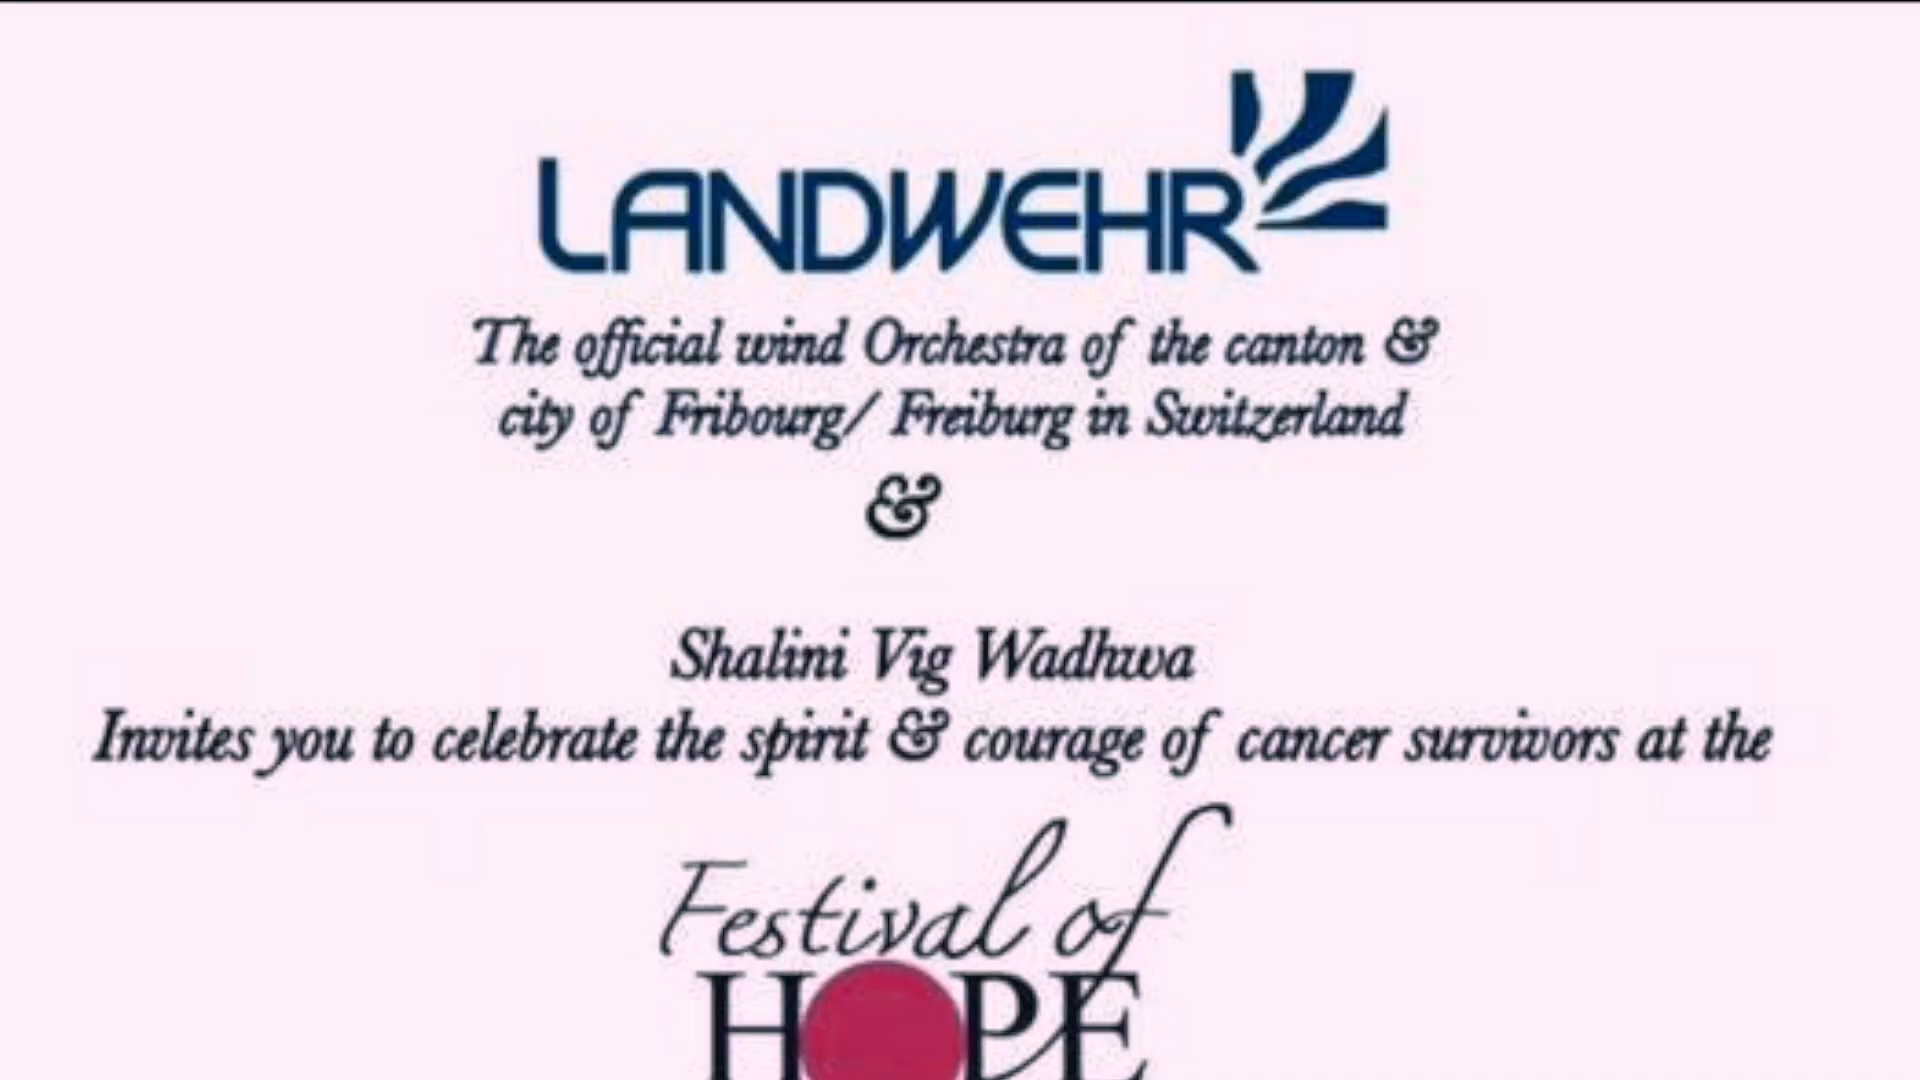 LANDWEHR
The official wind Orchestra of the canton &
city of Fribourg/ Freiburg in Switzerland
&
Shalini Vig Wadhwa
Invites you to celebrate the spirit & courage of cancer survivors at the
Festival of
HOPE